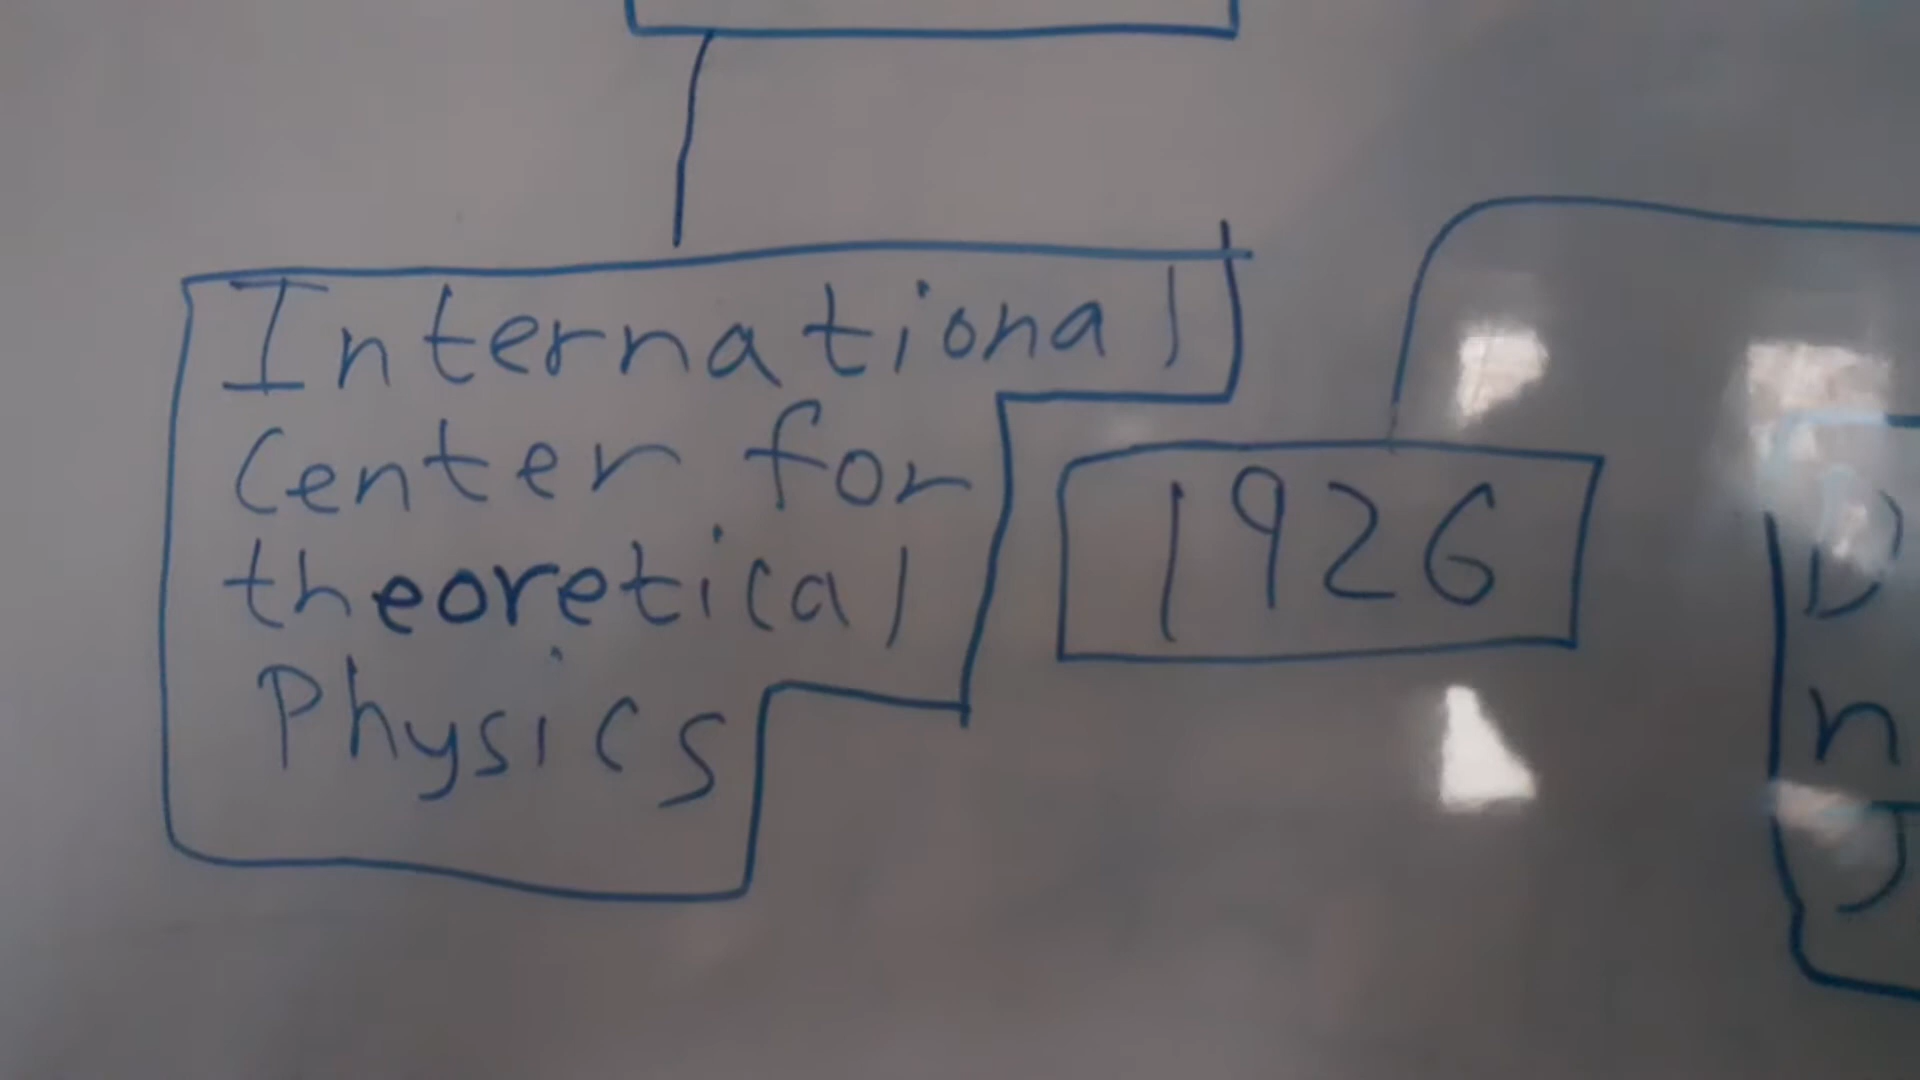 International
Center for
theoretical
Physics
1926